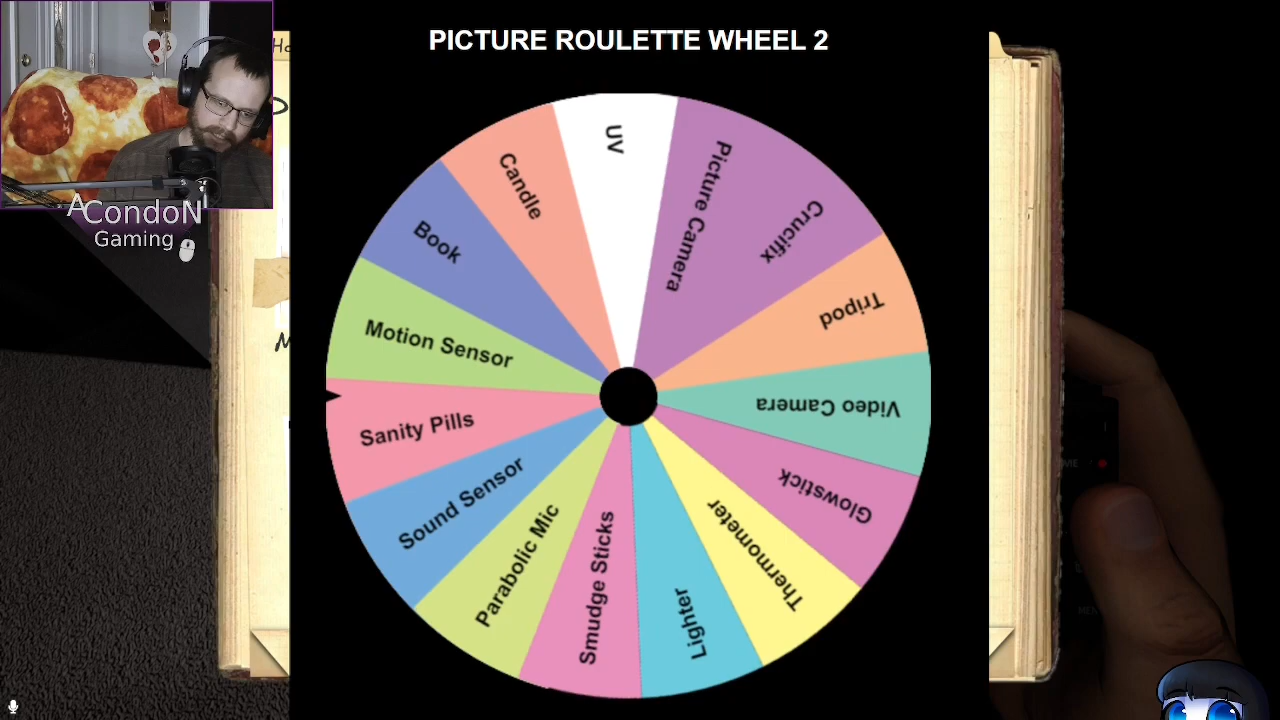 PICTURE ROULETTE WHEEL 2
UV
Picture Camera
Crucifix
Tripod
Video Camera
Glowstick
Thermometer
Lighter
Smudge Sticks
Parabolic Mic
Sound Sensor
Sanity Pills
Motion Sensor
Book
Candle
ACondoN
Gaming